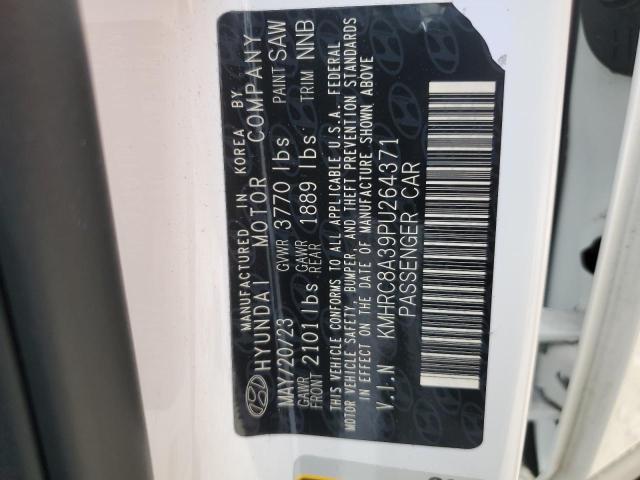 MANUFACTURED IN KOREA BY
HYUNDAI MOTOR COMPANY
MAY/20/23 GVWR 3770 lbs PAINT SAW
GAWR FRONT 2101 lbs GAWR REAR 1889 lbs TRIM NNB
THIS VEHICLE CONFORMS TO ALL APPLICABLE U.S.A. FEDERAL
MOTOR VEHICLE SAFETY, BUMPER, AND THEFT PREVENTION STANDARDS
IN EFFECT ON THE DATE OF MANUFACTURE SHOWN ABOVE
V.I.N KMHRC8A39PU264371
PASSENGER CAR